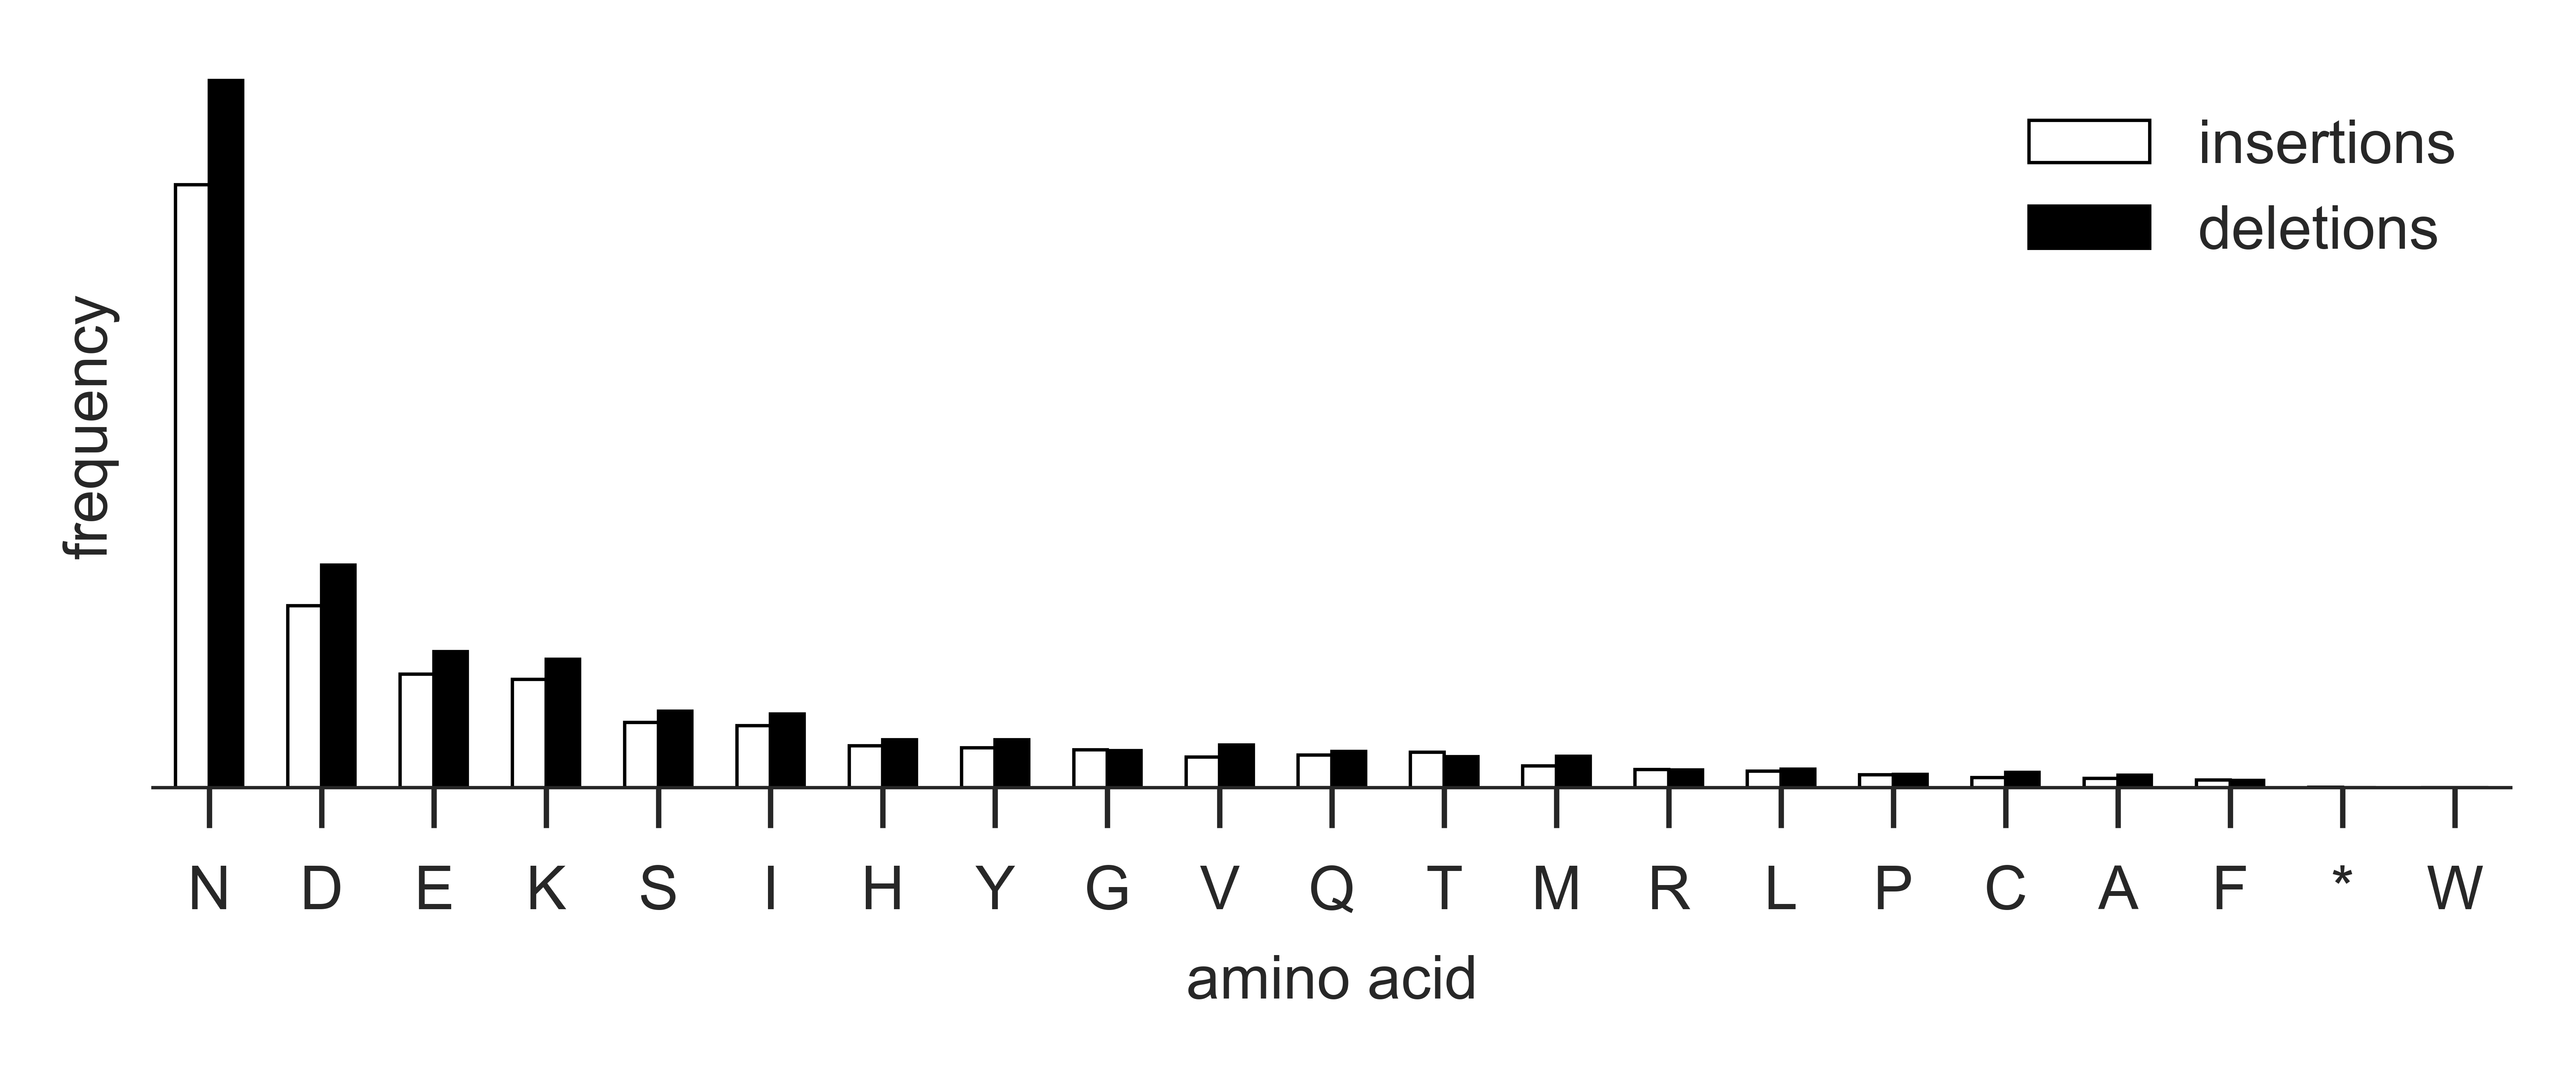 insertions
deletions
frequency
N D E K S I H Y G V Q T M R L P C A F * W
amino acid